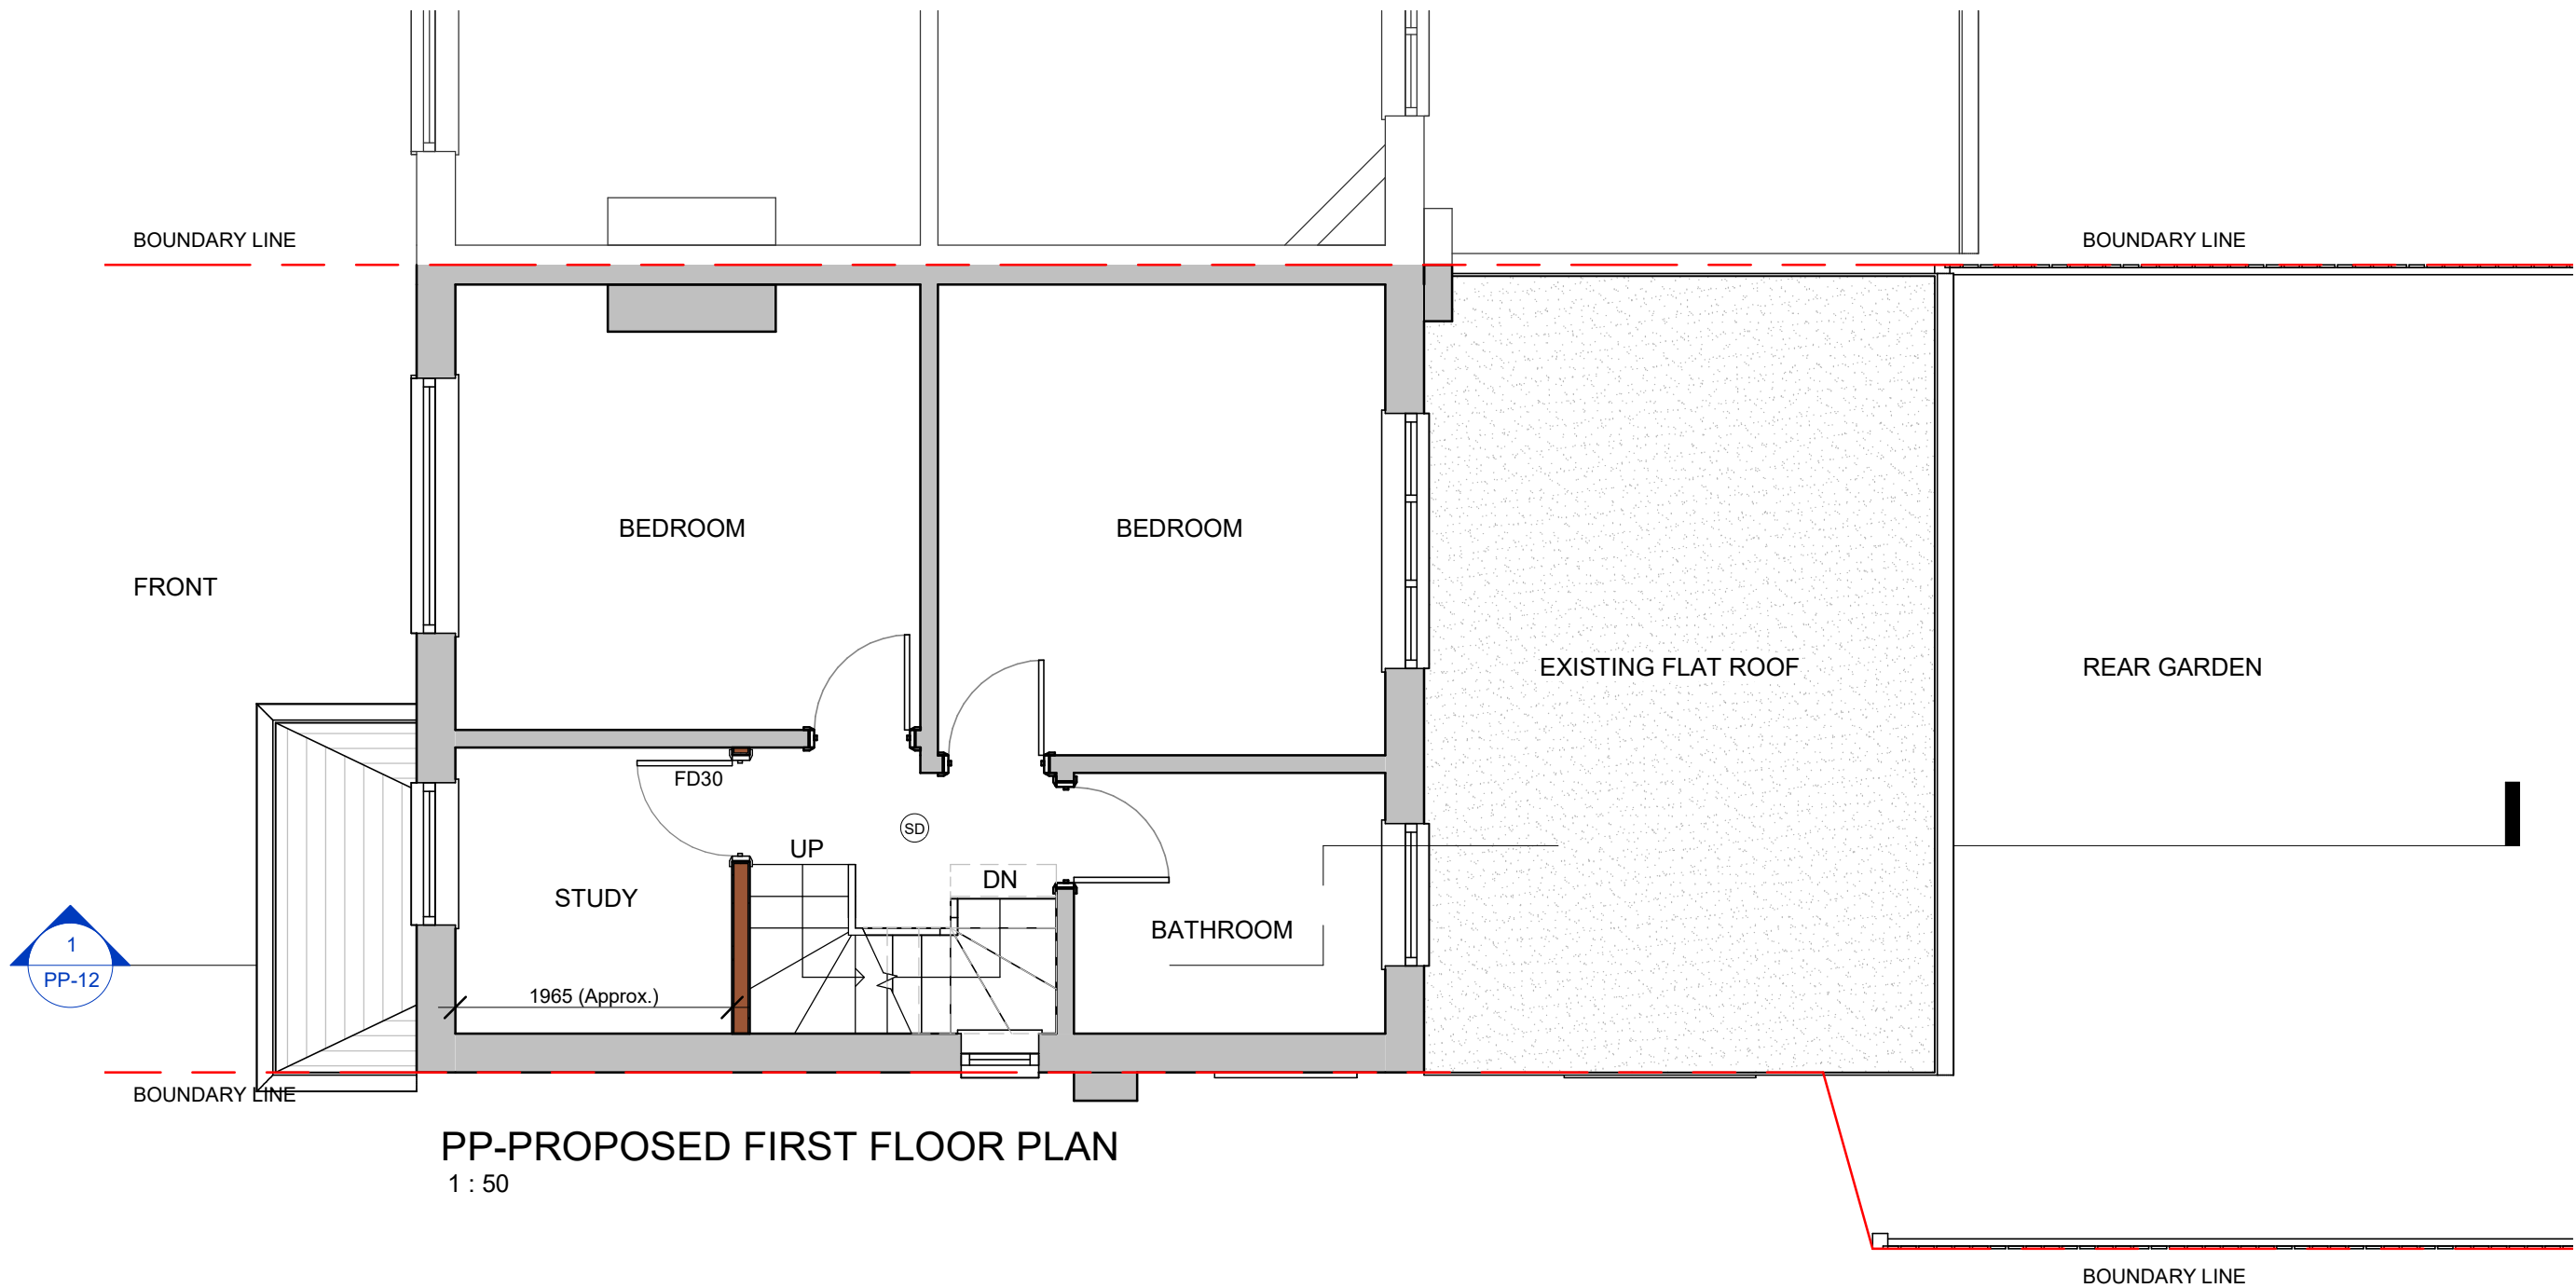 BOUNDARY LINE
BOUNDARY LINE
BEDROOM
BEDROOM
FRONT
EXISTING FLAT ROOF
REAR GARDEN
FD30
SD
UP
DN
STUDY
BATHROOM
1
PP-12
1965 (Approx.)
BOUNDARY LINE
PP-PROPOSED FIRST FLOOR PLAN
1 : 50
BOUNDARY LINE